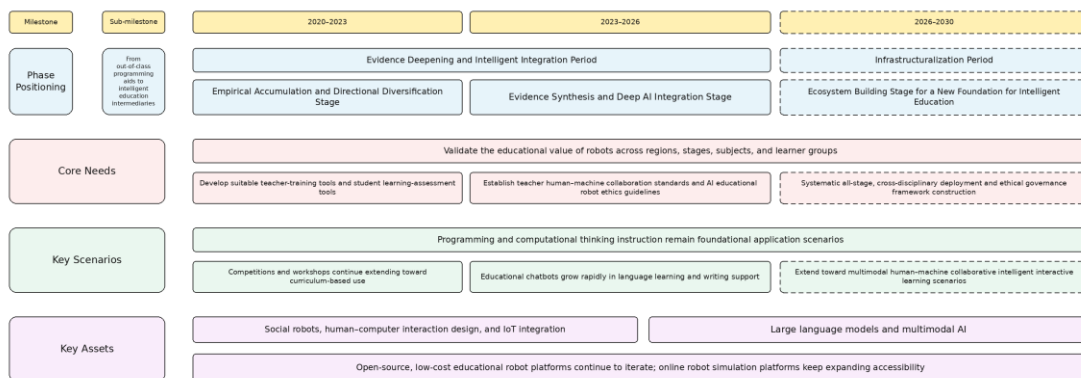 Milestone
Sub-milestone
2020–2023
2023–2026
2026–2030
Phase
Positioning
From
out-of-class
programming
aids to
intelligent
education
intermediaries
Evidence Deepening and Intelligent Integration Period
Infrastructuralization Period
Empirical Accumulation and Directional Diversification
Stage
Evidence Synthesis and Deep AI Integration Stage
Ecosystem Building Stage for a New Foundation for Intelligent
Education
Core Needs
Validate the educational value of robots across regions, stages, subjects, and learner groups
Develop suitable teacher-training tools and student learning-assessment
tools
Establish teacher human–machine collaboration standards and AI educational
robot ethics guidelines
Systematic all-stage, cross-disciplinary deployment and ethical governance
framework construction
Key Scenarios
Programming and computational thinking instruction remain foundational application scenarios
Competitions and workshops continue extending toward
curriculum-based use
Educational chatbots grow rapidly in language learning and writing support
Extend toward multimodal human–machine collaborative intelligent interactive
learning scenarios
Key Assets
Social robots, human–computer interaction design, and IoT integration
Large language models and multimodal AI
Open-source, low-cost educational robot platforms continue to iterate; online robot simulation platforms keep expanding accessibility